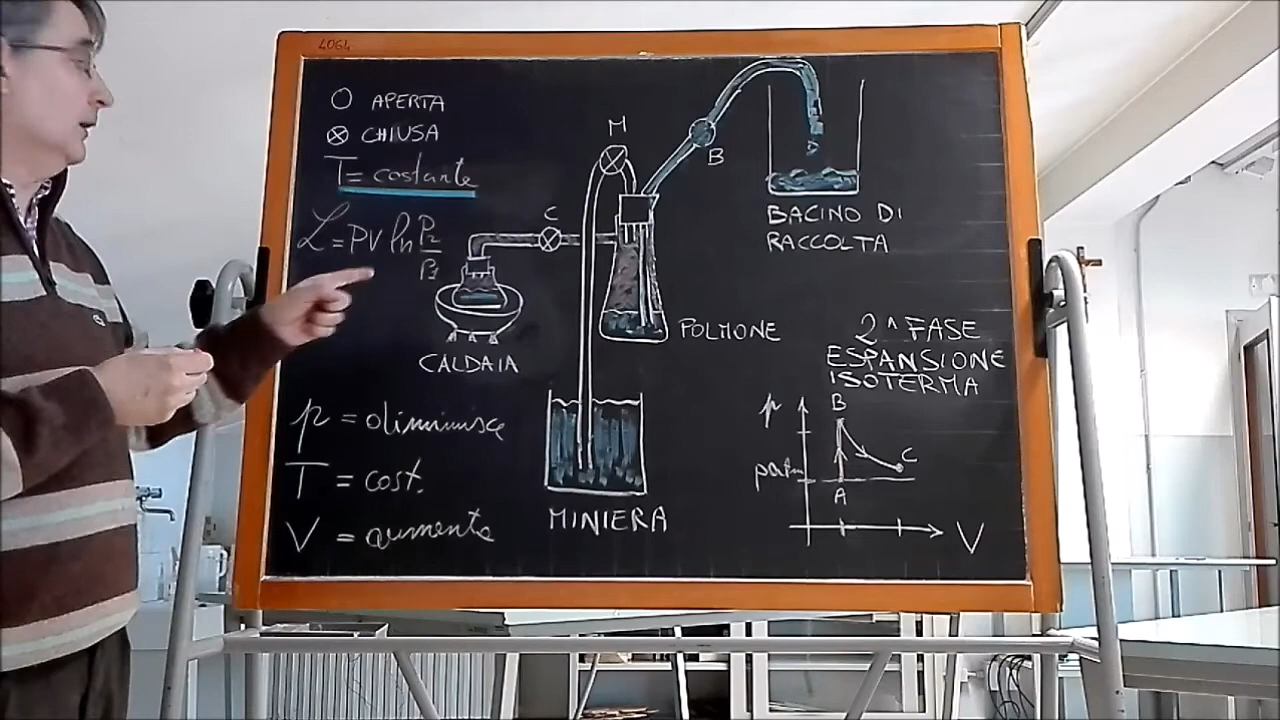 4064
O APERTA
⊗ CHIUSA
T = costante
L = PV ln P2/P1
M
B
C
BACINO DI
RACCOLTA
POLMONE
CALDAIA
MINIERA
p = diminuisce
T = cost.
V = aumenta
2^ FASE
ESPANSIONE
ISOTERMA
p
B
C
patm
A
V